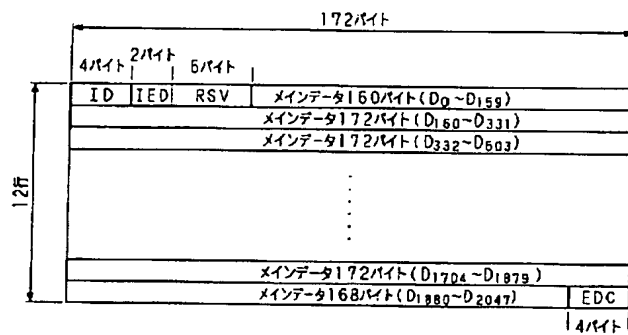 172バイト
4バイト 2バイト 6バイト
ID IED RSV メインデータ160バイト(D0~D159)
メインデータ172バイト(D160~D331)
メインデータ172バイト(D332~D503)
12行
メインデータ172バイト(D1704~D1879)
メインデータ168バイト(D1880~D2047) EDC
4バイト